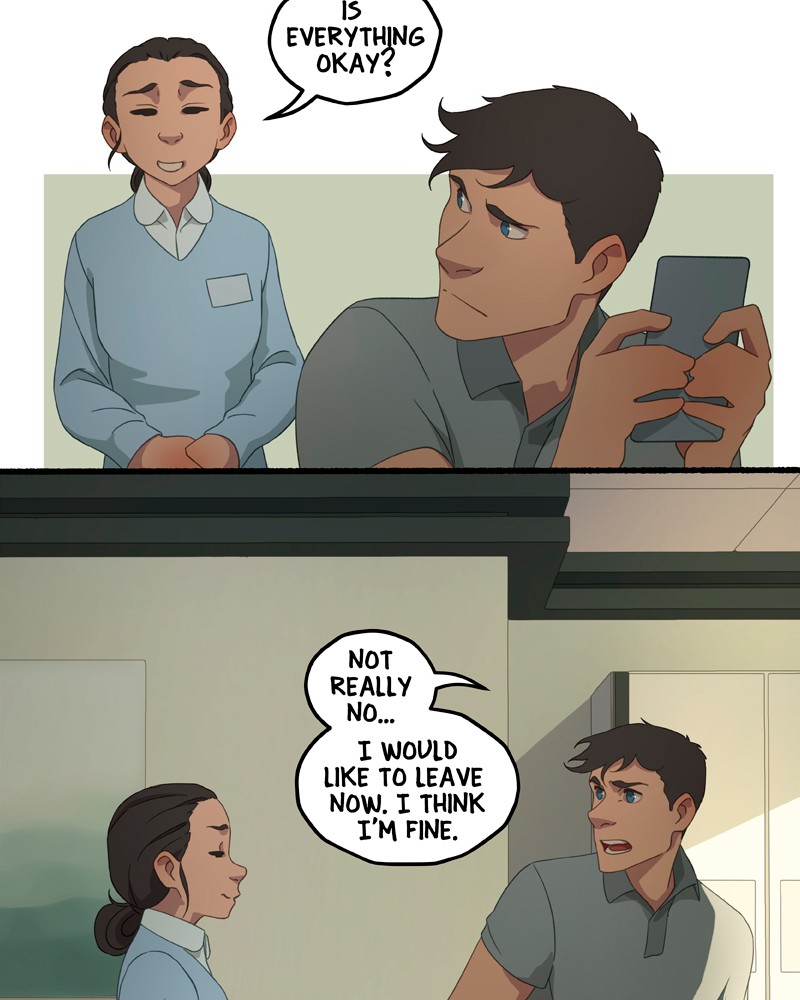 IS
EVERYTHING
OKAY?
NOT
REALLY
NO...
I WOULD
LIKE TO LEAVE
NOW. I THINK
I'M FINE.